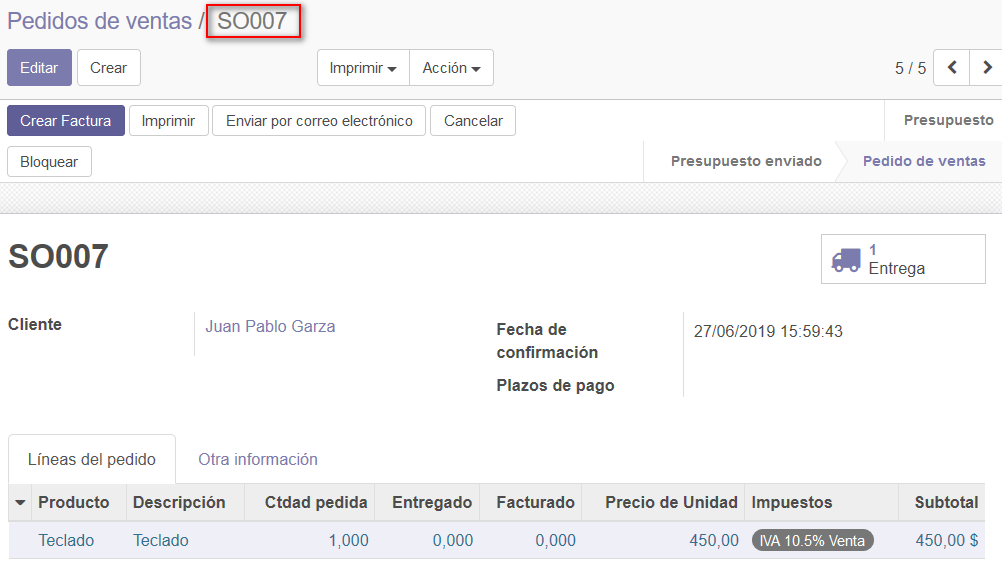 Pedidos de ventas / SO007
Editar Crear Imprimir Acción 5 / 5
Crear Factura Imprimir Enviar por correo electrónico Cancelar Presupuesto
Bloquear Presupuesto enviado Pedido de ventas
SO007
1
Entrega
Cliente Juan Pablo Garza
Fecha de confirmación 27/06/2019 15:59:43
Plazos de pago
Líneas del pedido Otra información
Producto Descripción Ctdad pedida Entregado Facturado Precio de Unidad Impuestos Subtotal
Teclado Teclado 1,000 0,000 0,000 450,00 IVA 10.5% Venta 450,00 $